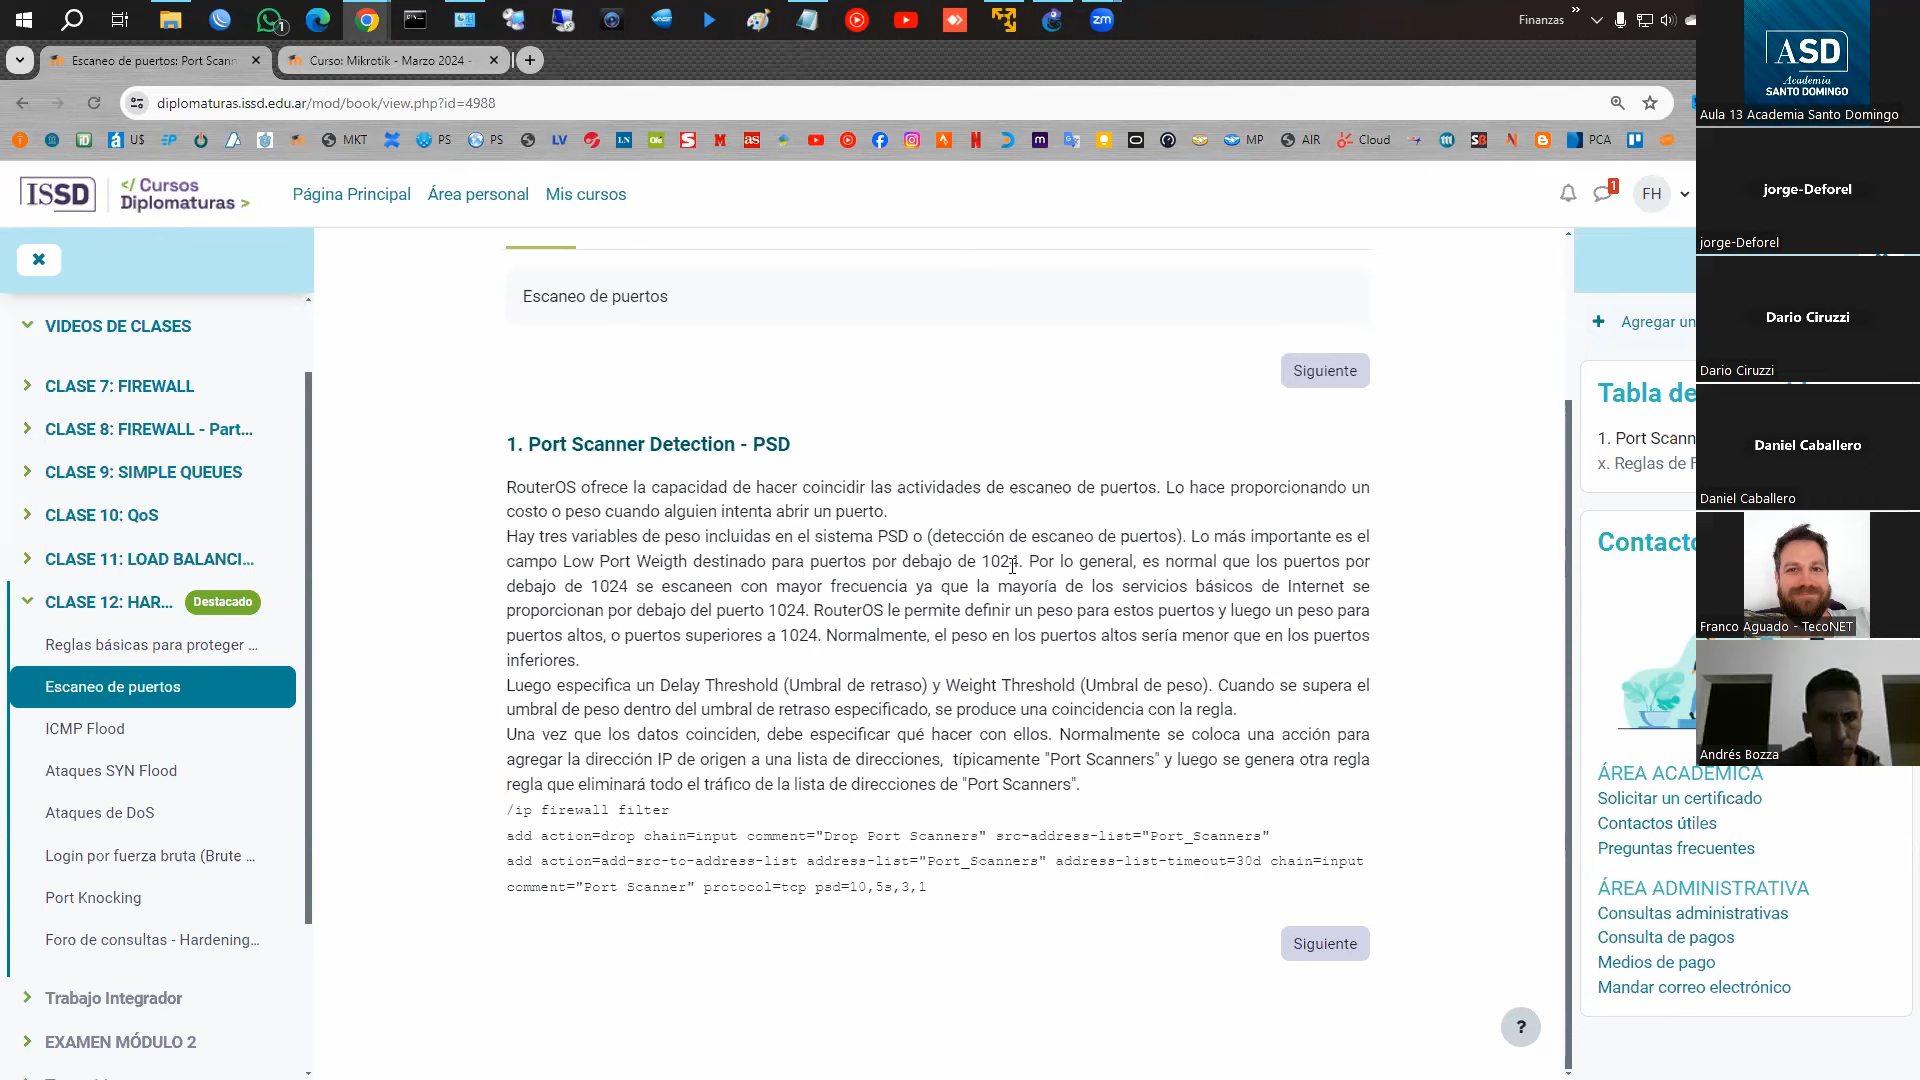 1
Finanzas
Escaneo de puertos: Port Scann
Curso: Mikrotik - Marzo 2024 -
diplomaturas.issd.edu.ar/mod/book/view.php?id=4988
U$
MKT
PS
PS
LV
LN
Olé
as
MP
AIR
Cloud
PCA
ISSD
</ Cursos
Diplomaturas >
Página Principal
Área personal
Mis cursos
1
FH
VIDEOS DE CLASES
CLASE 7: FIREWALL
CLASE 8: FIREWALL - Part...
CLASE 9: SIMPLE QUEUES
CLASE 10: QoS
CLASE 11: LOAD BALANCI...
CLASE 12: HAR...
Destacado
Reglas básicas para proteger ...
Escaneo de puertos
ICMP Flood
Ataques SYN Flood
Ataques de DoS
Login por fuerza bruta (Brute ...
Port Knocking
Foro de consultas - Hardening...
Trabajo Integrador
EXAMEN MÓDULO 2
Escaneo de puertos
Siguiente
1. Port Scanner Detection - PSD
RouterOS ofrece la capacidad de hacer coincidir las actividades de escaneo de puertos. Lo hace proporcionando un
costo o peso cuando alguien intenta abrir un puerto.
Hay tres variables de peso incluidas en el sistema PSD o (detección de escaneo de puertos). Lo más importante es el
campo Low Port Weigth destinado para puertos por debajo de 1024. Por lo general, es normal que los puertos por
debajo de 1024 se escaneen con mayor frecuencia ya que la mayoría de los servicios básicos de Internet se
proporcionan por debajo del puerto 1024. RouterOS le permite definir un peso para estos puertos y luego un peso para
puertos altos, o puertos superiores a 1024. Normalmente, el peso en los puertos altos sería menor que en los puertos
inferiores.
Luego especifica un Delay Threshold (Umbral de retraso) y Weight Threshold (Umbral de peso). Cuando se supera el
umbral de peso dentro del umbral de retraso especificado, se produce una coincidencia con la regla.
Una vez que los datos coinciden, debe especificar qué hacer con ellos. Normalmente se coloca una acción para
agregar la dirección IP de origen a una lista de direcciones, típicamente "Port Scanners" y luego se genera otra regla
regla que eliminará todo el tráfico de la lista de direcciones de "Port Scanners".
/ip firewall filter
add action=drop chain=input comment="Drop Port Scanners" src-address-list="Port_Scanners"
add action=add-src-to-address-list address-list="Port_Scanners" address-list-timeout=30d chain=input
comment="Port Scanner" protocol=tcp psd=10,5s,3,1
Siguiente
?
Agregar un
Tabla de
1. Port Scann
x. Reglas de F
Contacto
ÁREA ACADÉMICA
Solicitar un certificado
Contactos útiles
Preguntas frecuentes
ÁREA ADMINISTRATIVA
Consultas administrativas
Consulta de pagos
Medios de pago
Mandar correo electrónico
ASD
Academia
SANTO DOMINGO
Aula 13 Academia Santo Domingo
jorge-Deforel
jorge-Deforel
Dario Ciruzzi
Dario Ciruzzi
Daniel Caballero
Daniel Caballero
Franco Aguado - TecoNET
Andrés Bozza